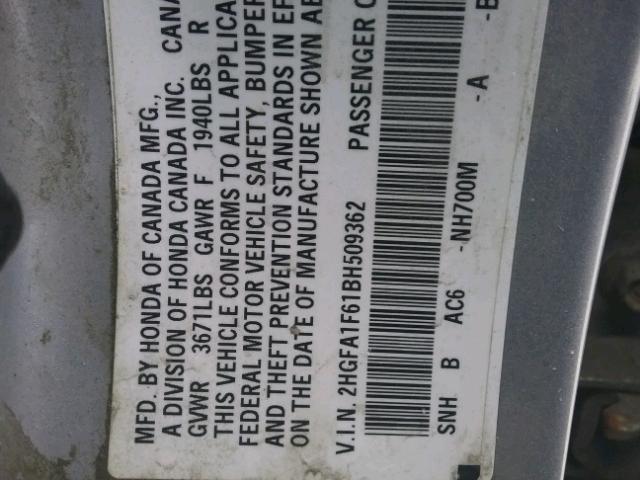 MFD. BY HONDA OF CANADA MFG.,
A DIVISION OF HONDA CANADA INC. CANA
GVWR 3671LBS GAWR F 1940LBS R
THIS VEHICLE CONFORMS TO ALL APPLICA
FEDERAL MOTOR VEHICLE SAFETY, BUMPER
AND THEFT PREVENTION STANDARDS IN EF
ON THE DATE OF MANUFACTURE SHOWN AB
V.I.N. 2HGFA1F61BH509362 PASSENGER C
SNH B AC6 -NH700M -A -B